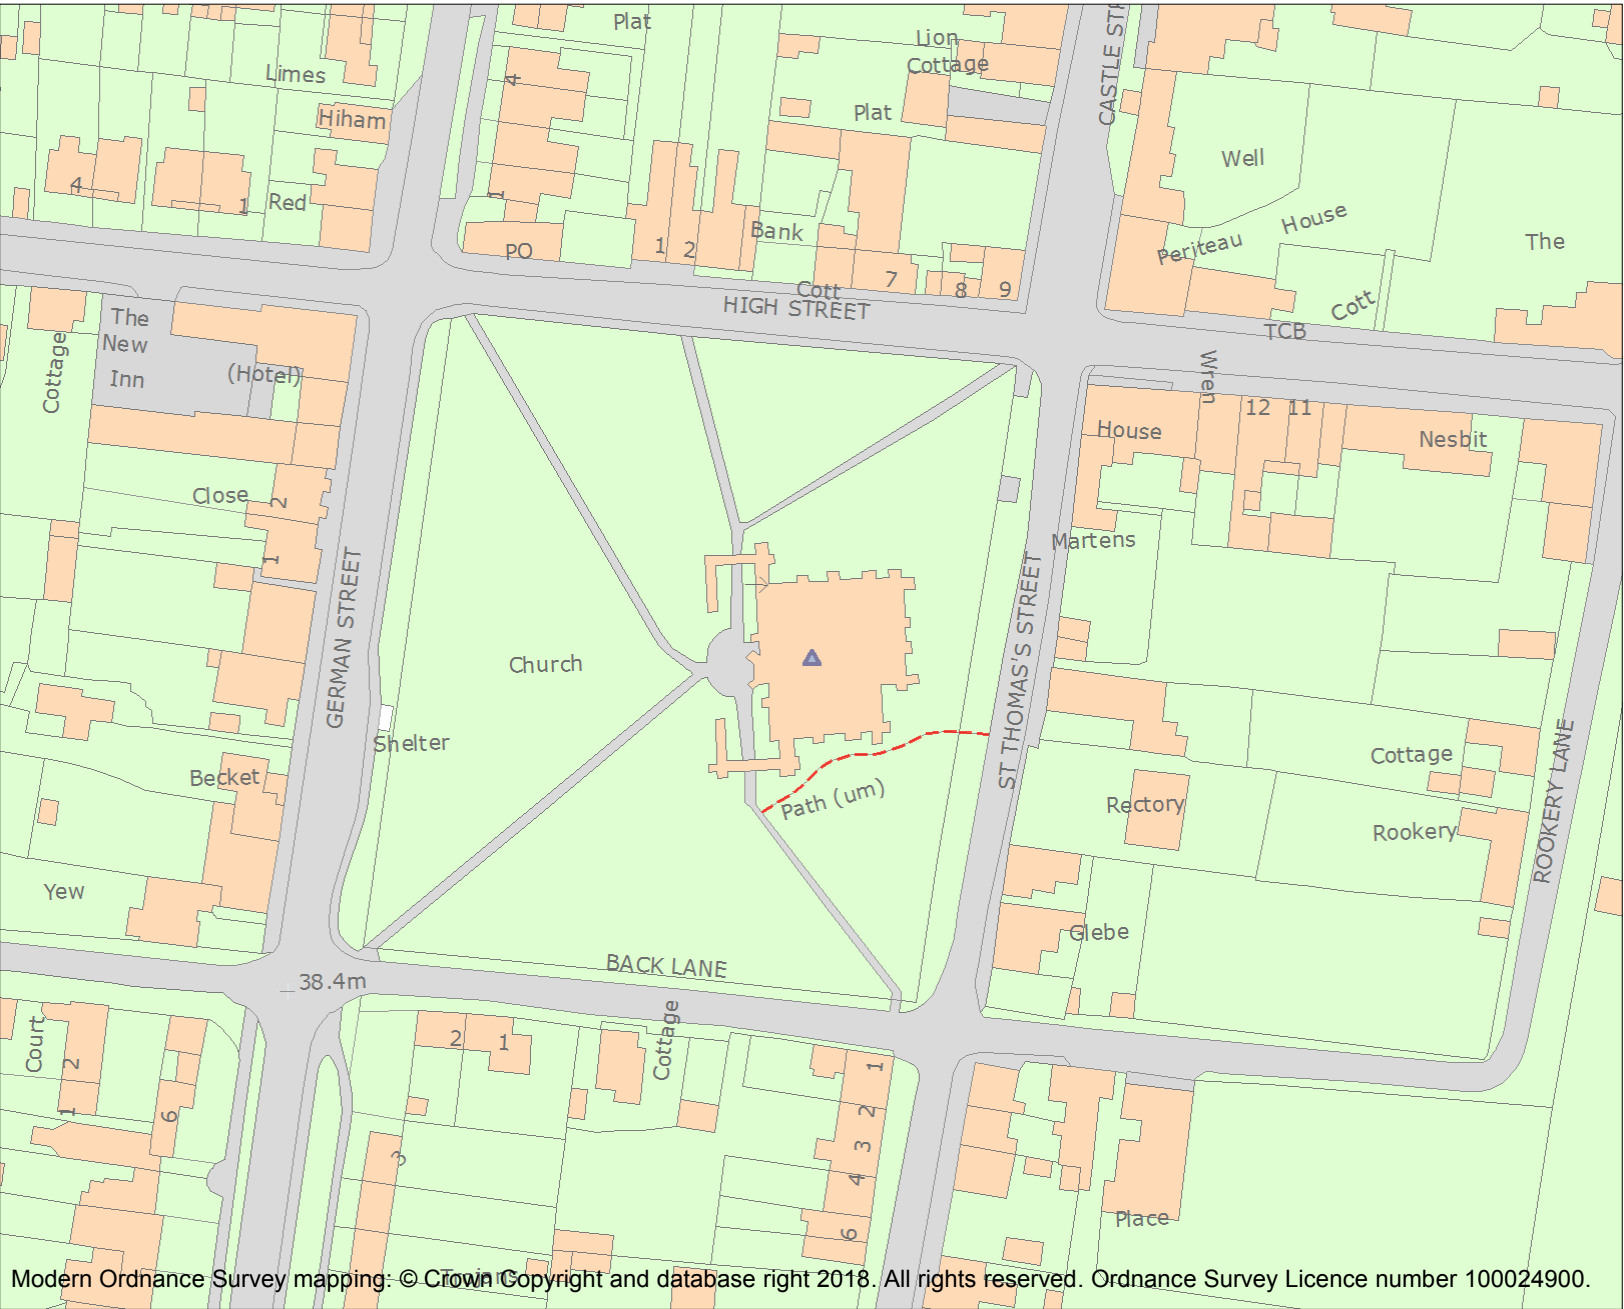 Plat
Lion
Cottage
CASTLE STR
Limes
4
Hiham
Plat
Well
4
1
Red
1
House
Periteau
The
PO
1
2
Bank
7
8
9
Cott
HIGH STREET
Cott
TCB
The
New
Inn
(Hotel)
Cottage
Wren
12
11
House
Nesbit
Close
2
1
Martens
GERMAN STREET
Church
ST THOMAS'S STREET
Shelter
Becket
Path (um)
Rectory
Cottage
Rookery
ROOKERY LANE
Yew
Glebe
BACK LANE
38.4m
Court
2
1
6
2
1
Cottage
1
2
3
4
6
3
Place
Trojans
Modern Ordnance Survey mapping: © Crown Copyright and database right 2018. All rights reserved. Ordnance Survey Licence number 100024900.